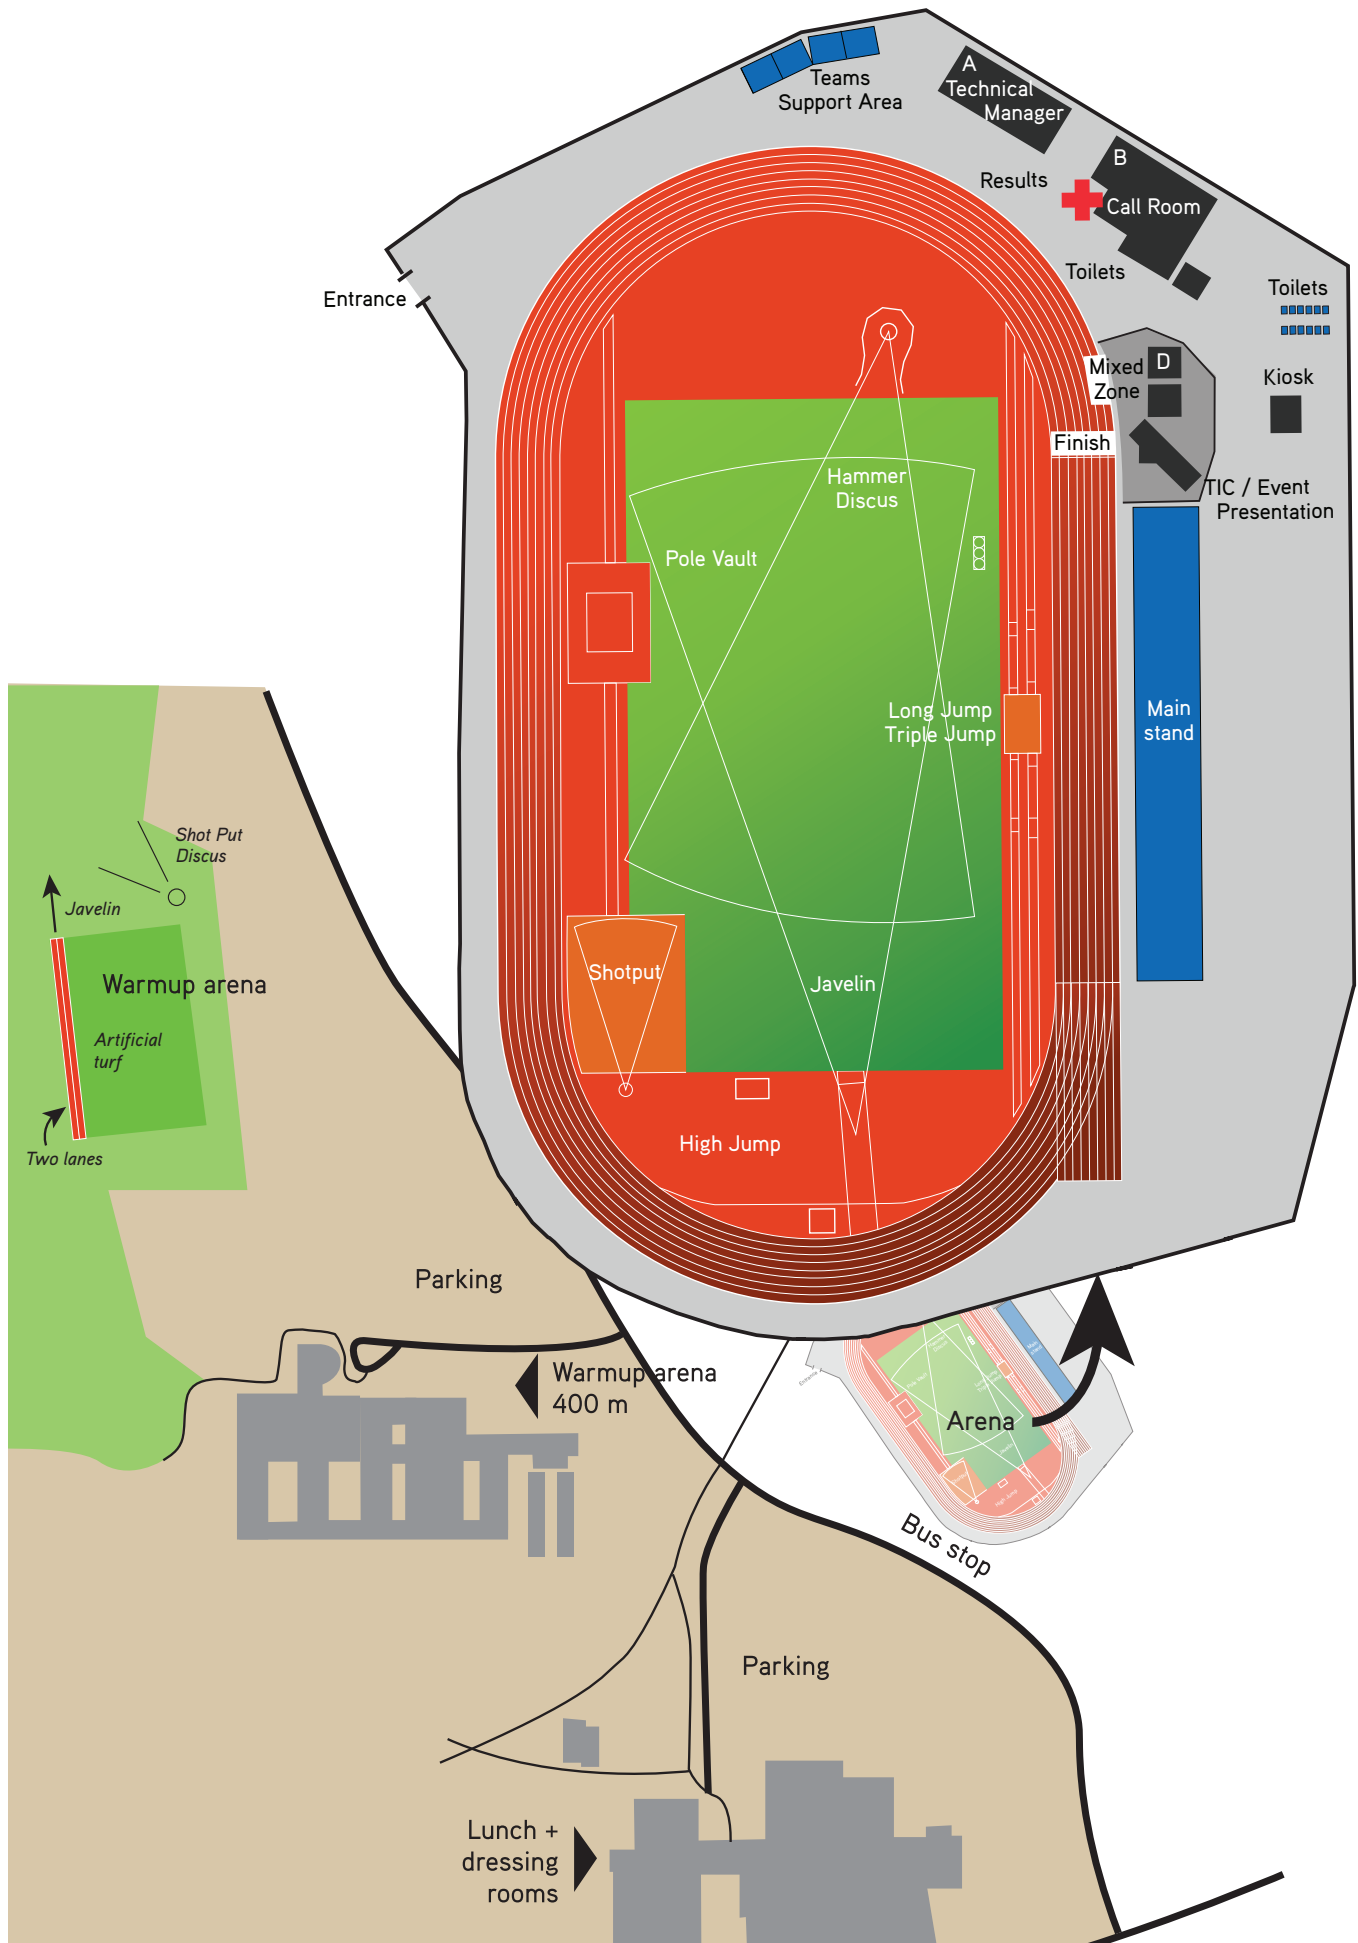 Teams
Support Area
A
Technical
Manager
B
Results
Call Room
Toilets
Toilets
Entrance
Mixed
Zone
D
Kiosk
Finish
Hammer
Discus
TIC / Event
Presentation
Pole Vault
Long Jump
Triple Jump
Main
stand
Shot Put
Discus
Javelin
Warmup arena
Artificial
turf
Two lanes
Shotput
Javelin
High Jump
Parking
Warmup arena
400 m
Arena
High Jump
Bus stop
Parking
Lunch +
dressing
rooms